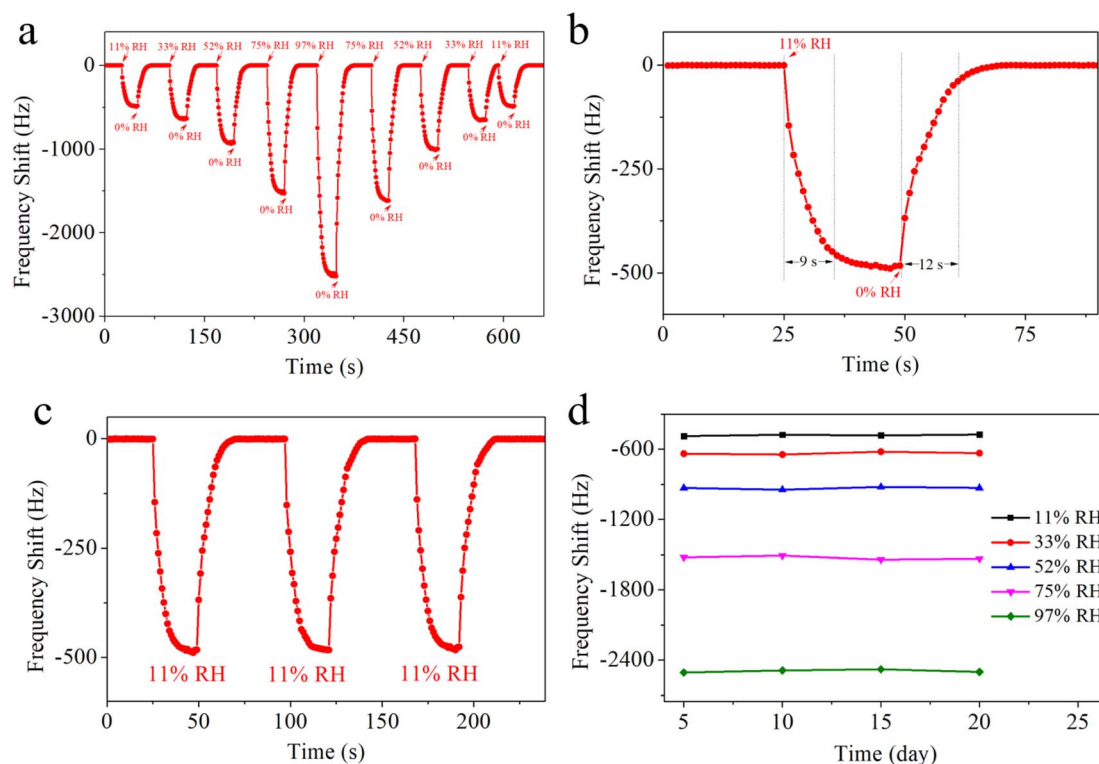 a
11% RH 33% RH 52% RH 75% RH 97% RH 75% RH 52% RH 33% RH 11% RH
0% RH
0% RH
0% RH
0% RH
0% RH
0% RH
0% RH
0% RH
0% RH
0
-1000
-2000
-3000
Frequency Shift (Hz)
0 150 300 450 600
Time (s)
b
11% RH
9 s
12 s
0% RH
0
-250
-500
Frequency Shift (Hz)
0 25 50 75
Time (s)
c
0
-250
-500
Frequency Shift (Hz)
11% RH 11% RH 11% RH
0 50 100 150 200
Time (s)
d
-600
-1200
-1800
-2400
Frequency Shift (Hz)
11% RH
33% RH
52% RH
75% RH
97% RH
5 10 15 20 25
Time (day)